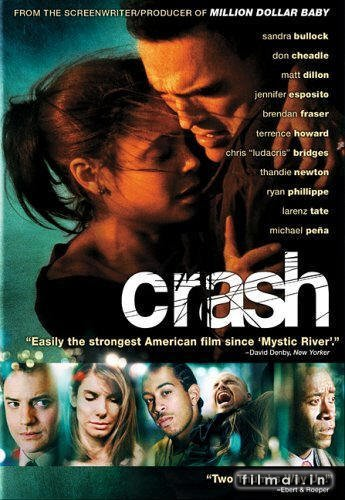 FROM THE SCREENWRITER/PRODUCER OF MILLION DOLLAR BABY
sandra bullock
don cheadle
matt dillon
jennifer esposito
brendan fraser
terrence howard
chris "ludacris" bridges
thandie newton
ryan phillippe
larenz tate
michael peña
crash
"Easily the strongest American film since 'Mystic River'."
–David Denby, New Yorker
"Two
–Ebert & Roeper
filmai.in